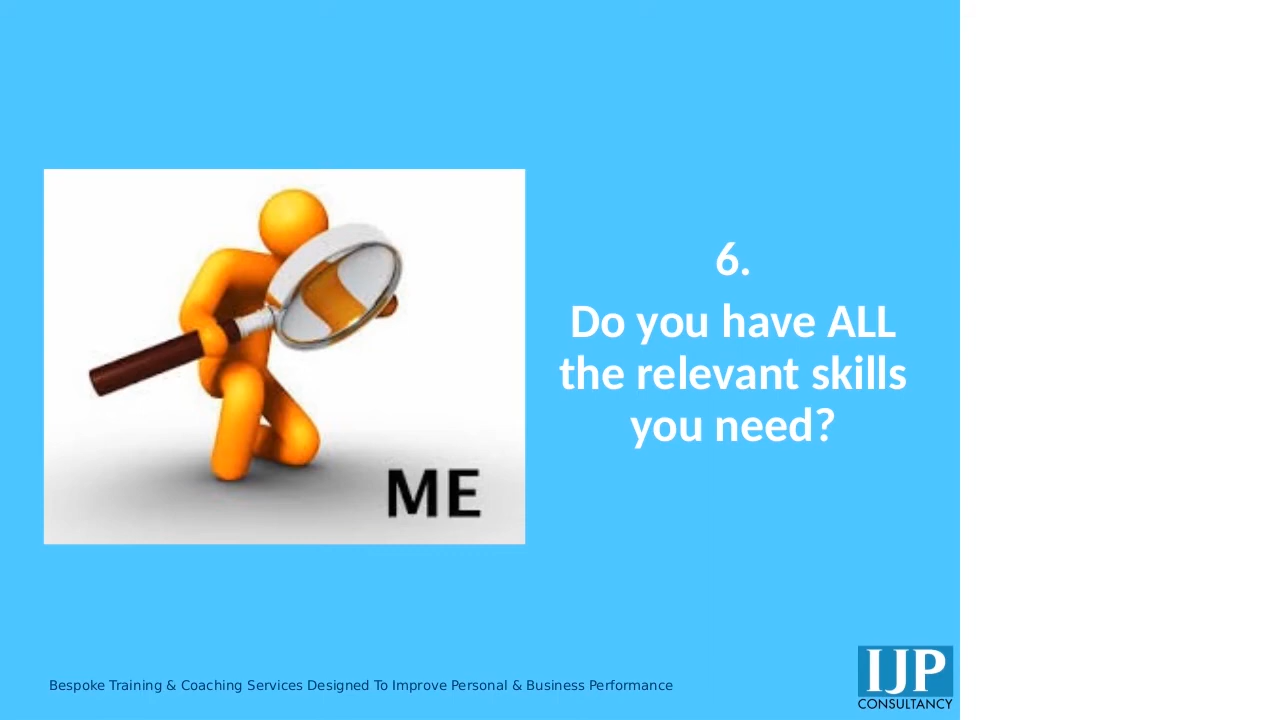 ME
6.
Do you have ALL
the relevant skills
you need?
Bespoke Training & Coaching Services Designed To Improve Personal & Business Performance
IJP
CONSULTANCY